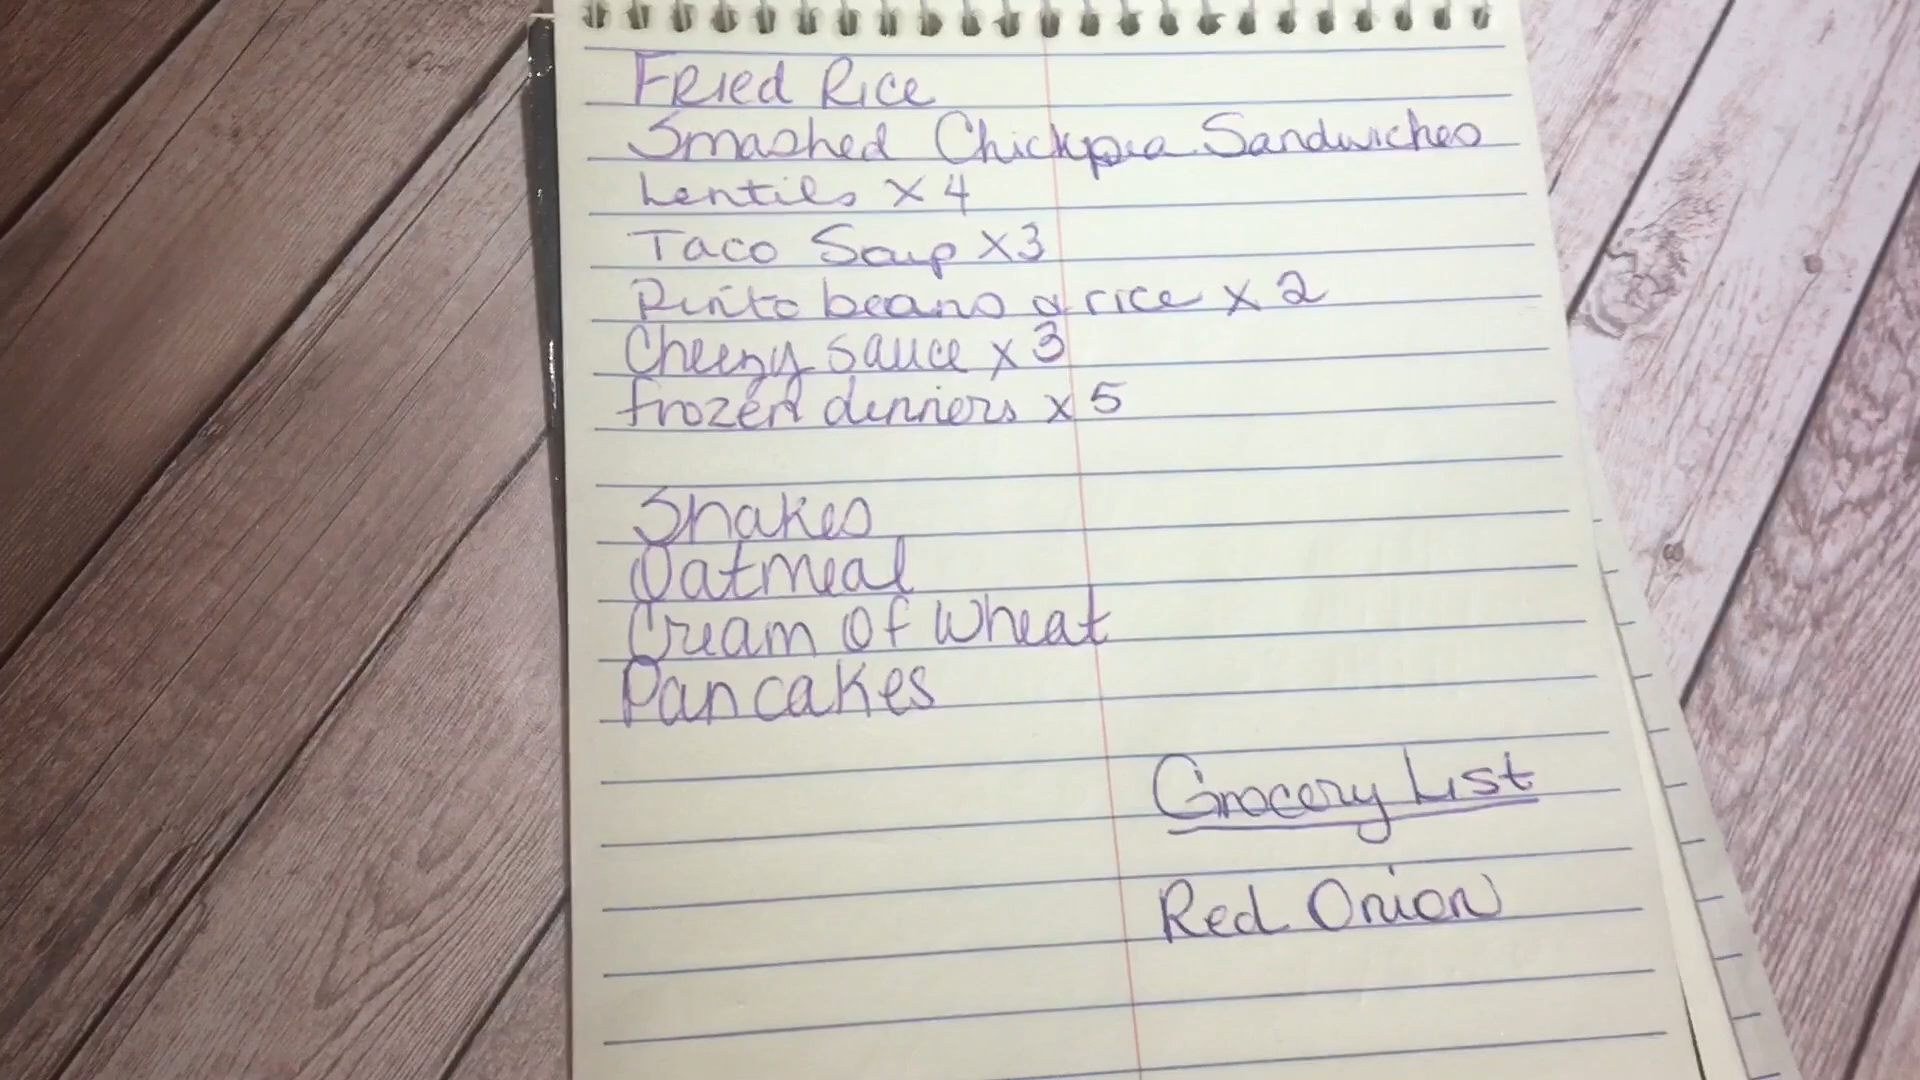 Fried Rice
Smashed Chickpea Sandwiches
Lentils x 4
Taco Soup x3
Pinto beans & rice x 2
Cheezy sauce x 3
frozen dinners x 5
Shakes
Oatmeal
Cream Of Wheat
Pancakes
Grocery List
Red Onion